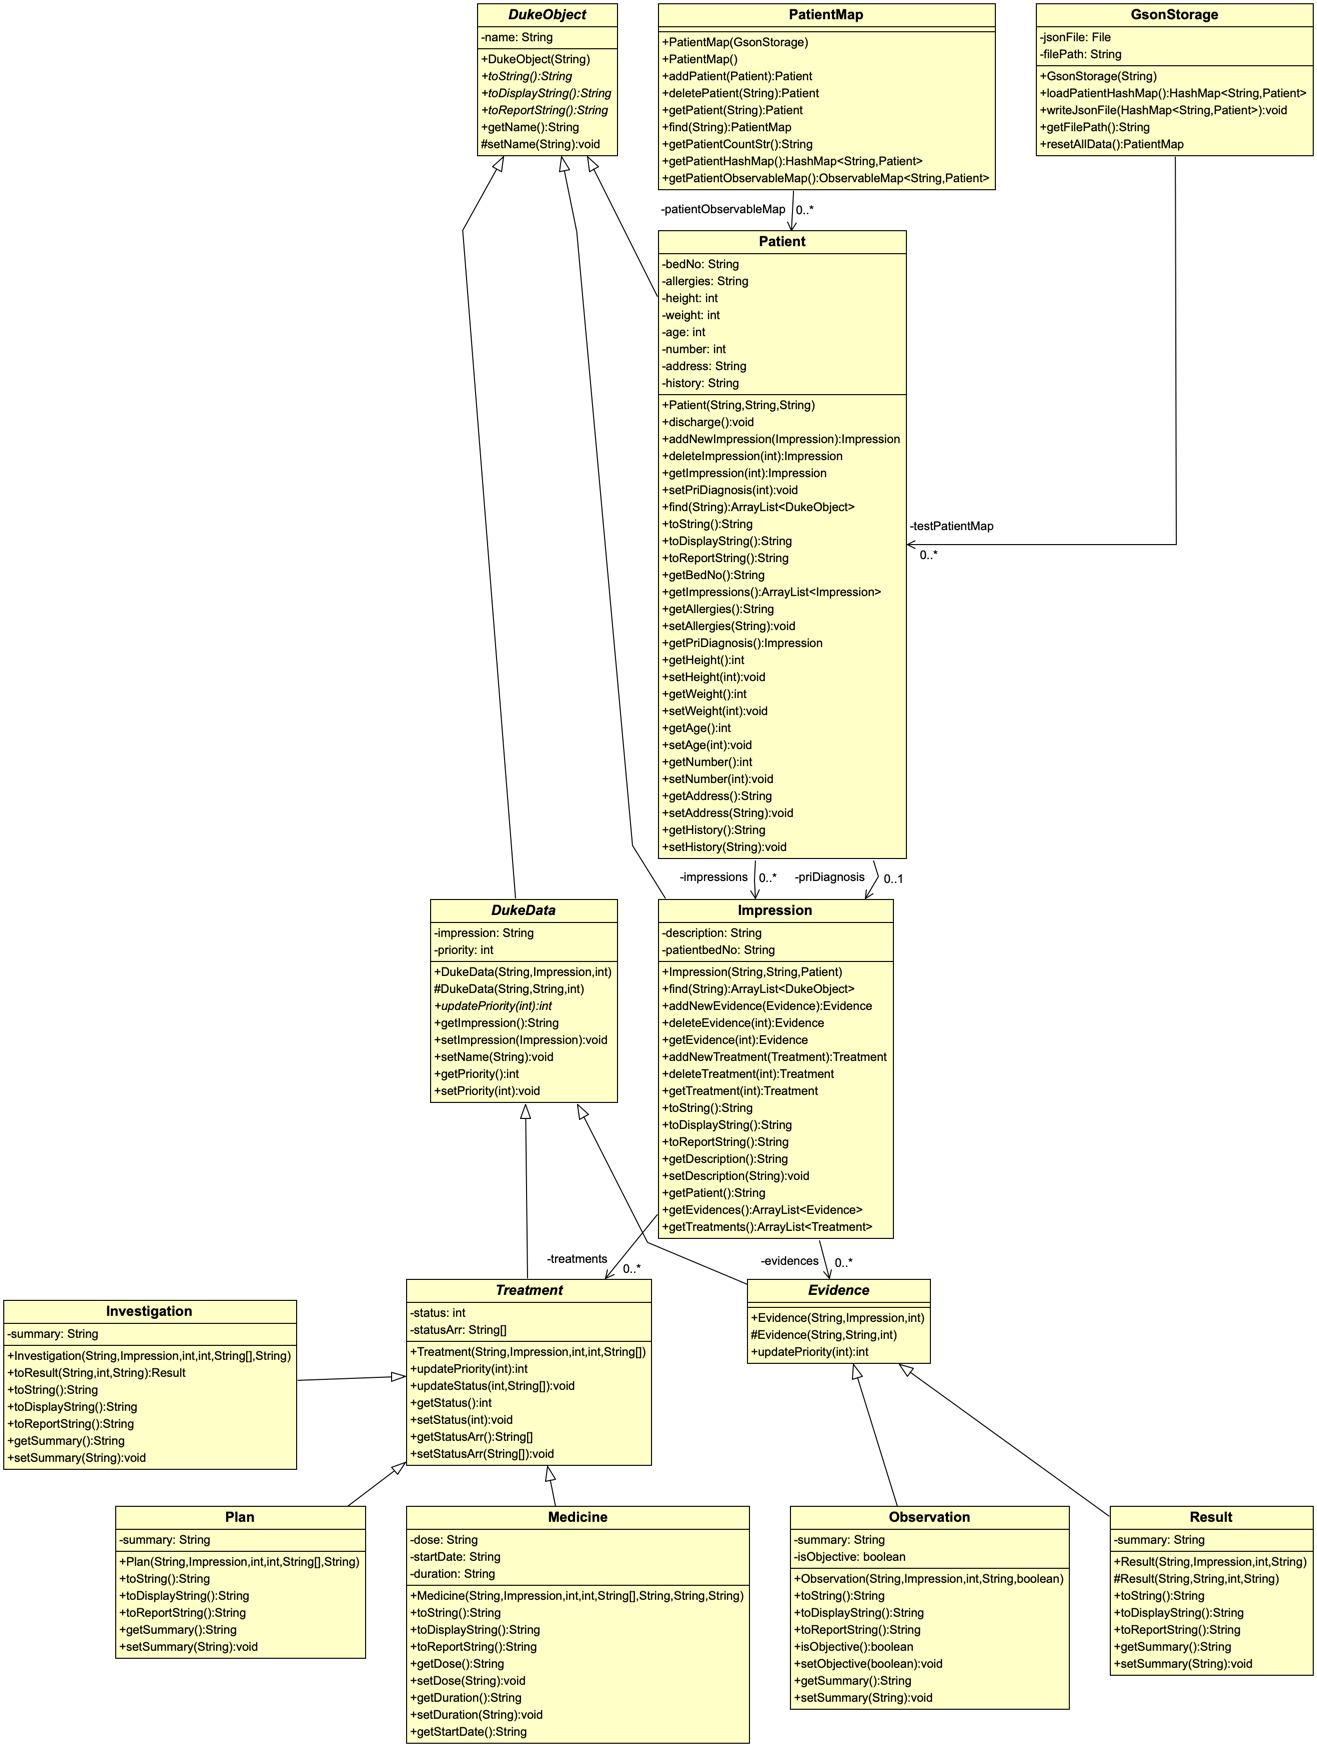 DukeObject
-name: String
+DukeObject(String)
+toString():String
+toDisplayString():String
+toReportString():String
+getName():String
#setName(String):void
PatientMap
+PatientMap(GsonStorage)
+PatientMap()
+addPatient(Patient):Patient
+deletePatient(String):Patient
+getPatient(String):Patient
+find(String):PatientMap
+getPatientCountStr():String
+getPatientHashMap():HashMap<String,Patient>
+getPatientObservableMap():ObservableMap<String,Patient>
GsonStorage
-jsonFile: File
-filePath: String
+GsonStorage(String)
+loadPatientHashMap():HashMap<String,Patient>
+writeJsonFile(HashMap<String,Patient>):void
+getFilePath():String
+resetAllData():PatientMap
-patientObservableMap
0..*
Patient
-bedNo: String
-allergies: String
-height: int
-weight: int
-age: int
-number: int
-address: String
-history: String
+Patient(String,String,String)
+discharge():void
+addNewImpression(Impression):Impression
+deleteImpression(int):Impression
+getImpression(int):Impression
+setPriDiagnosis(int):void
+find(String):ArrayList<DukeObject>
+toString():String
+toDisplayString():String
+toReportString():String
+getBedNo():String
+getImpressions():ArrayList<Impression>
+getAllergies():String
+setAllergies(String):void
+getPriDiagnosis():Impression
+getHeight():int
+setHeight(int):void
+getWeight():int
+setWeight(int):void
+getAge():int
+setAge(int):void
+getNumber():int
+setNumber(int):void
+getAddress():String
+setAddress(String):void
+getHistory():String
+setHistory(String):void
-testPatientMap
0..*
-impressions
0..*
-priDiagnosis
0..1
DukeData
-impression: String
-priority: int
+DukeData(String,Impression,int)
#DukeData(String,String,int)
+updatePriority(int):int
+getImpression():String
+setImpression(Impression):void
+setName(String):void
+getPriority():int
+setPriority(int):void
Impression
-description: String
-patientbedNo: String
+Impression(String,String,Patient)
+find(String):ArrayList<DukeObject>
+addNewEvidence(Evidence):Evidence
+deleteEvidence(int):Evidence
+getEvidence(int):Evidence
+addNewTreatment(Treatment):Treatment
+deleteTreatment(int):Treatment
+getTreatment(int):Treatment
+toString():String
+toDisplayString():String
+toReportString():String
+getDescription():String
+setDescription(String):void
+getPatient():String
+getEvidences():ArrayList<Evidence>
+getTreatments():ArrayList<Treatment>
-treatments
0..*
-evidences
0..*
Investigation
-summary: String
+Investigation(String,Impression,int,int,String[],String)
+toResult(String,int,String):Result
+toString():String
+toDisplayString():String
+toReportString():String
+getSummary():String
+setSummary(String):void
Treatment
-status: int
-statusArr: String[]
+Treatment(String,Impression,int,int,String[])
+updatePriority(int):int
+updateStatus(int,String[]):void
+getStatus():int
+setStatus(int):void
+getStatusArr():String[]
+setStatusArr(String[]):void
Evidence
+Evidence(String,Impression,int)
#Evidence(String,String,int)
+updatePriority(int):int
Plan
-summary: String
+Plan(String,Impression,int,int,String[],String)
+toString():String
+toDisplayString():String
+toReportString():String
+getSummary():String
+setSummary(String):void
Medicine
-dose: String
-startDate: String
-duration: String
+Medicine(String,Impression,int,int,String[],String,String,String)
+toString():String
+toDisplayString():String
+toReportString():String
+getDose():String
+setDose(String):void
+getDuration():String
+setDuration(String):void
+getStartDate():String
Observation
-summary: String
-isObjective: boolean
+Observation(String,Impression,int,String,boolean)
+toString():String
+toDisplayString():String
+toReportString():String
+isObjective():boolean
+setObjective(boolean):void
+getSummary():String
+setSummary(String):void
Result
-summary: String
+Result(String,Impression,int,String)
#Result(String,String,int,String)
+toString():String
+toDisplayString():String
+toReportString():String
+getSummary():String
+setSummary(String):void